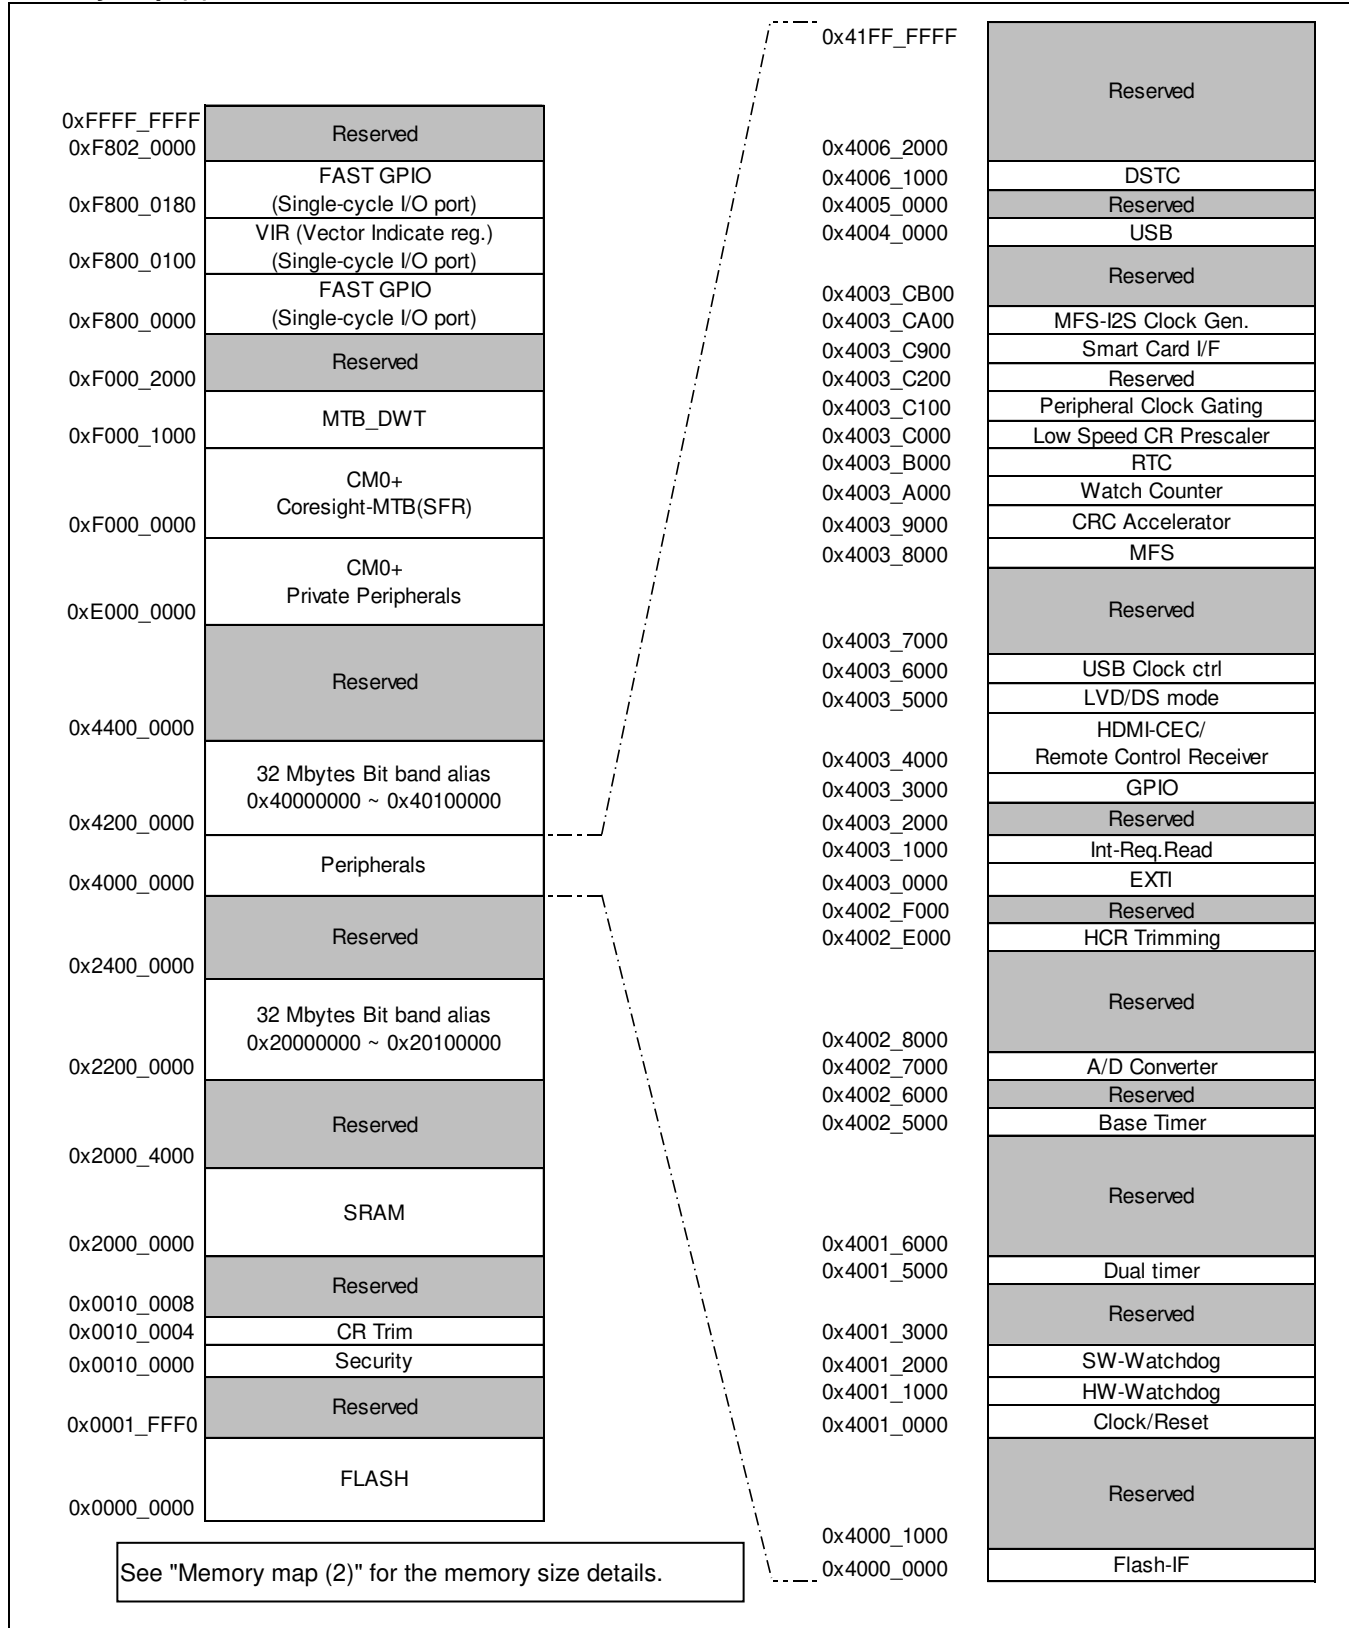 0xFFFF_FFFF
Reserved
0xF802_0000
FAST GPIO
(Single-cycle I/O port)
0xF800_0180
VIR (Vector Indicate reg.)
(Single-cycle I/O port)
0xF800_0100
FAST GPIO
(Single-cycle I/O port)
0xF800_0000
Reserved
0xF000_2000
MTB_DWT
0xF000_1000
CM0+
Coresight-MTB(SFR)
0xF000_0000
CM0+
Private Peripherals
0xE000_0000
Reserved
0x4400_0000
32 Mbytes Bit band alias
0x40000000 ~ 0x40100000
0x4200_0000
Peripherals
0x4000_0000
Reserved
0x2400_0000
32 Mbytes Bit band alias
0x20000000 ~ 0x20100000
0x2200_0000
Reserved
0x2000_4000
SRAM
0x2000_0000
Reserved
0x0010_0008
0x0010_0004 CR Trim
0x0010_0000 Security
Reserved
0x0001_FFF0
FLASH
0x0000_0000
See "Memory map (2)" for the memory size details.
0x41FF_FFFF
Reserved
0x4006_2000
0x4006_1000 DSTC
0x4005_0000 Reserved
0x4004_0000 USB
Reserved
0x4003_CB00
0x4003_CA00 MFS-I2S Clock Gen.
0x4003_C900 Smart Card I/F
0x4003_C200 Reserved
0x4003_C100 Peripheral Clock Gating
0x4003_C000 Low Speed CR Prescaler
0x4003_B000 RTC
0x4003_A000 Watch Counter
0x4003_9000 CRC Accelerator
0x4003_8000 MFS
Reserved
0x4003_7000
0x4003_6000 USB Clock ctrl
0x4003_5000 LVD/DS mode
HDMI-CEC/
0x4003_4000 Remote Control Receiver
0x4003_3000 GPIO
0x4003_2000 Reserved
0x4003_1000 Int-Req.Read
0x4003_0000 EXTI
0x4002_F000 Reserved
0x4002_E000 HCR Trimming
Reserved
0x4002_8000
0x4002_7000 A/D Converter
0x4002_6000 Reserved
0x4002_5000 Base Timer
Reserved
0x4001_6000
0x4001_5000 Dual timer
Reserved
0x4001_3000
0x4001_2000 SW-Watchdog
0x4001_1000 HW-Watchdog
0x4001_0000 Clock/Reset
Reserved
0x4000_1000
0x4000_0000 Flash-IF